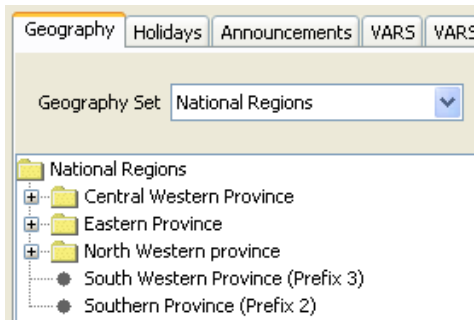 Geography Holidays Announcements VARS VARS
Geography Set National Regions
National Regions
Central Western Province
Eastern Province
North Western province
South Western Province (Prefix 3)
Southern Province (Prefix 2)